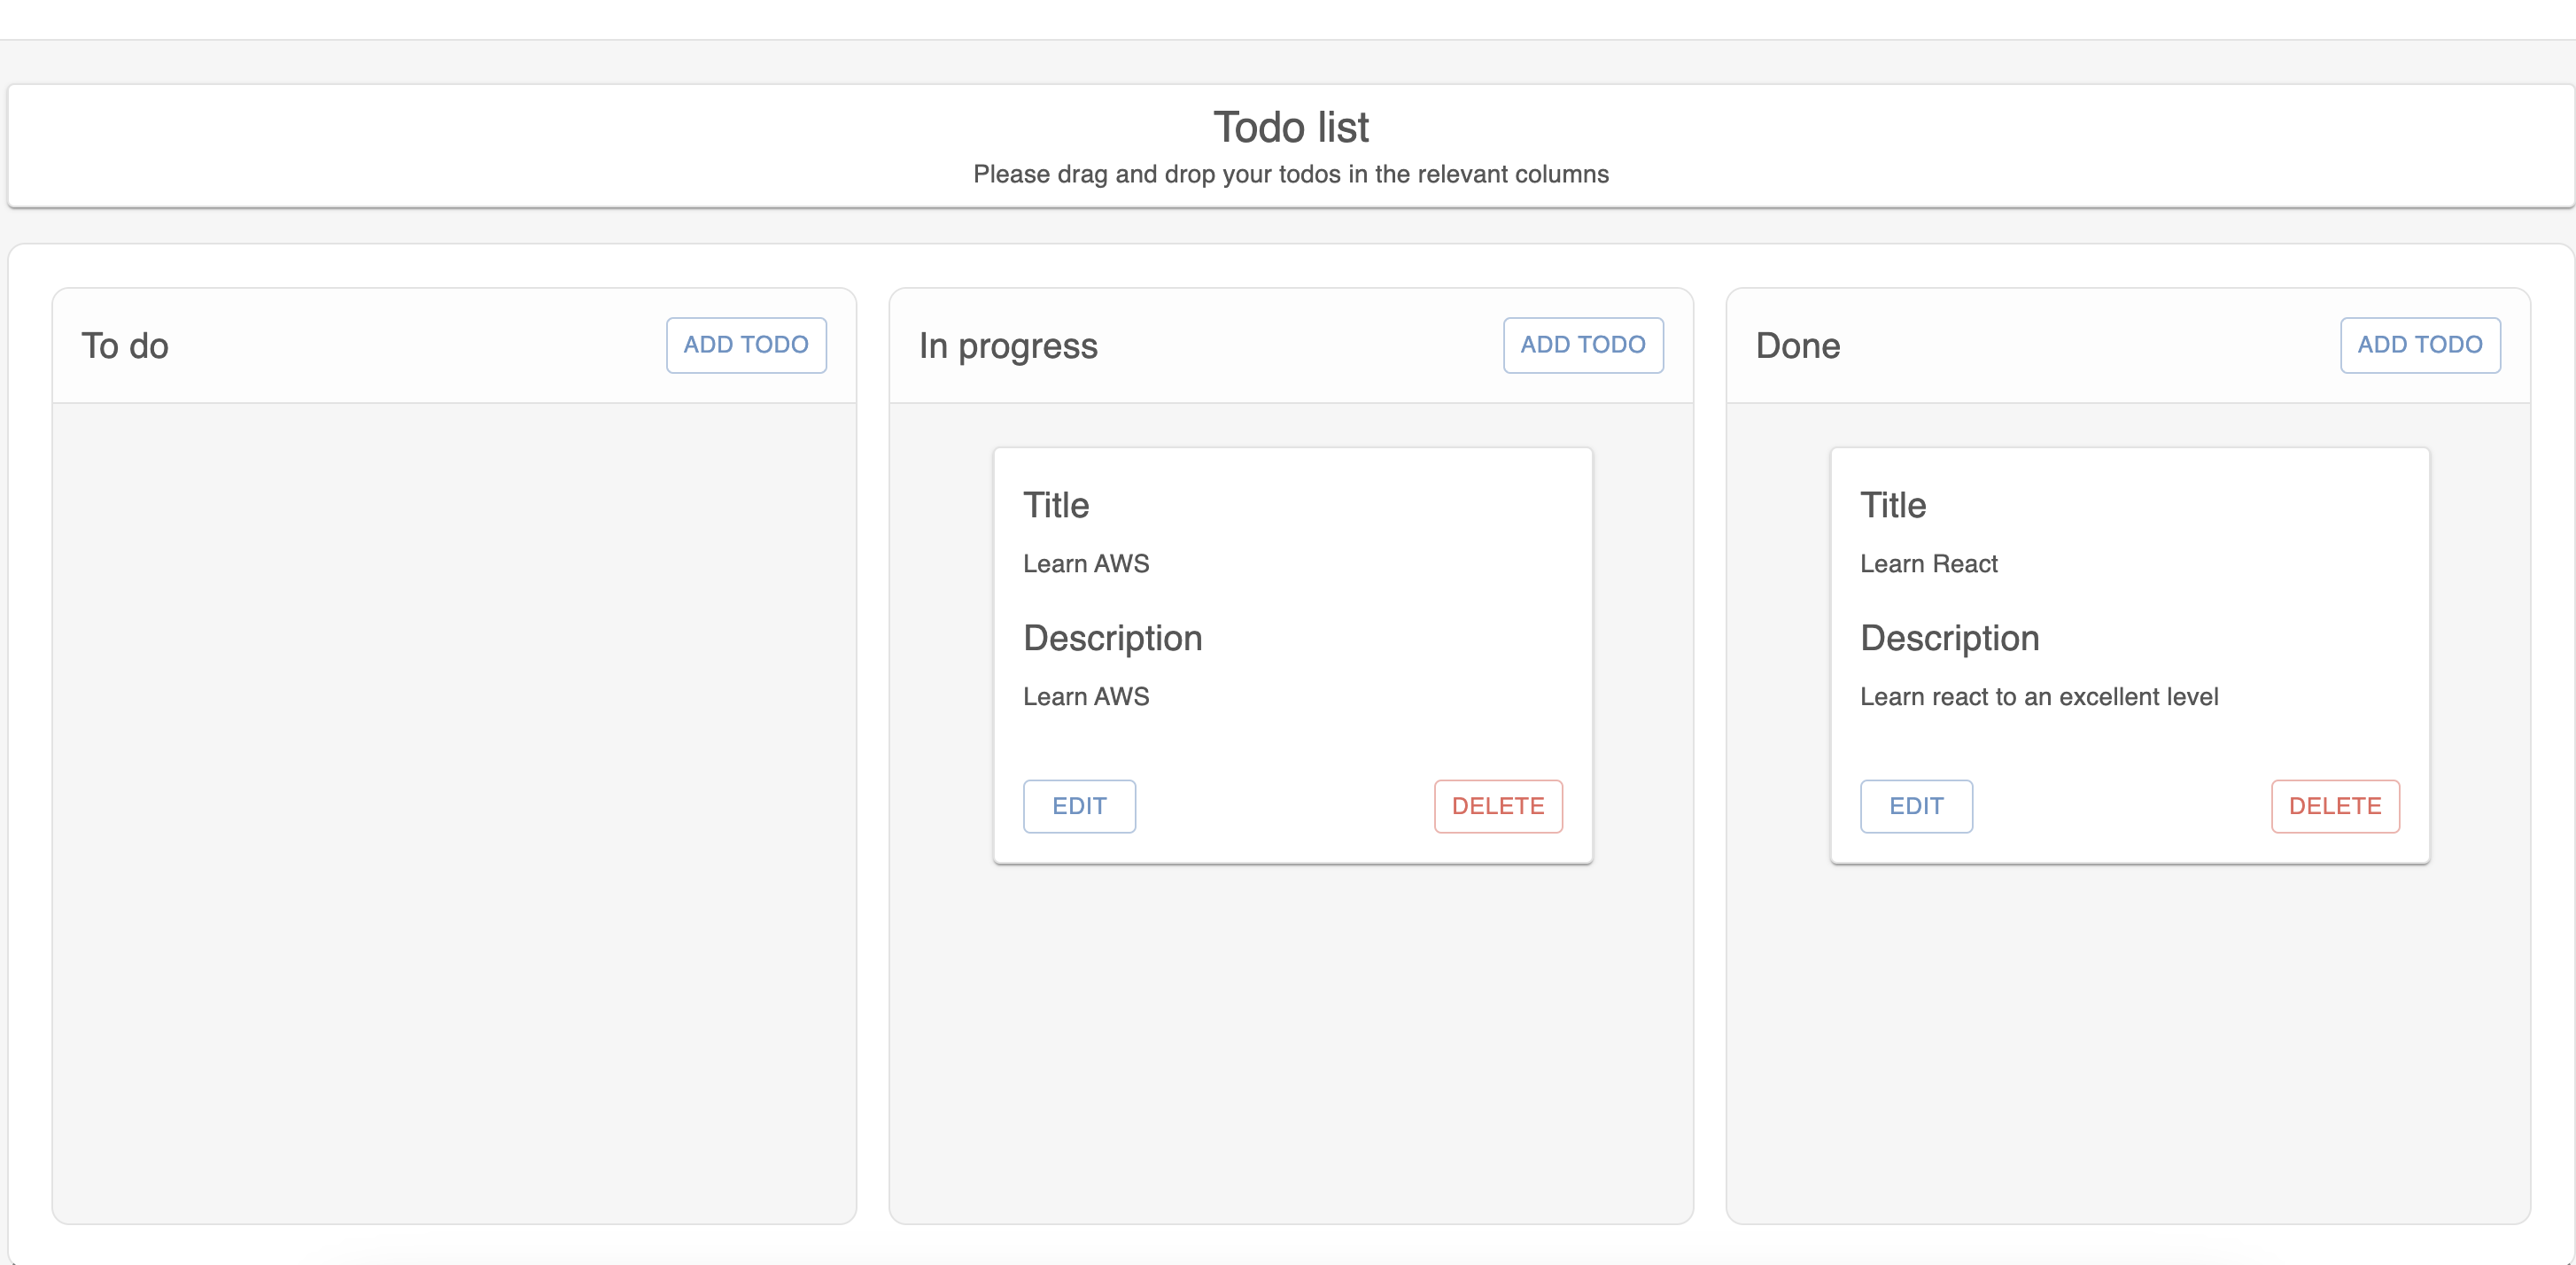 Todo list
Please drag and drop your todos in the relevant columns
To do
ADD TODO
In progress
ADD TODO
Done
ADD TODO
Title
Learn AWS
Description
Learn AWS
EDIT
DELETE
Title
Learn React
Description
Learn react to an excellent level
EDIT
DELETE